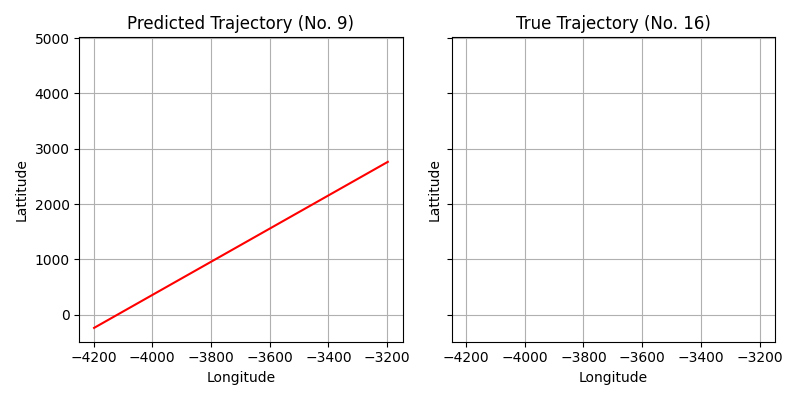 Predicted Trajectory (No. 9)
True Trajectory (No. 16)
5000
4000
3000
2000
1000
0
Lattitude
Lattitude
−4200 −4000 −3800 −3600 −3400 −3200
−4200 −4000 −3800 −3600 −3400 −3200
Longitude
Longitude